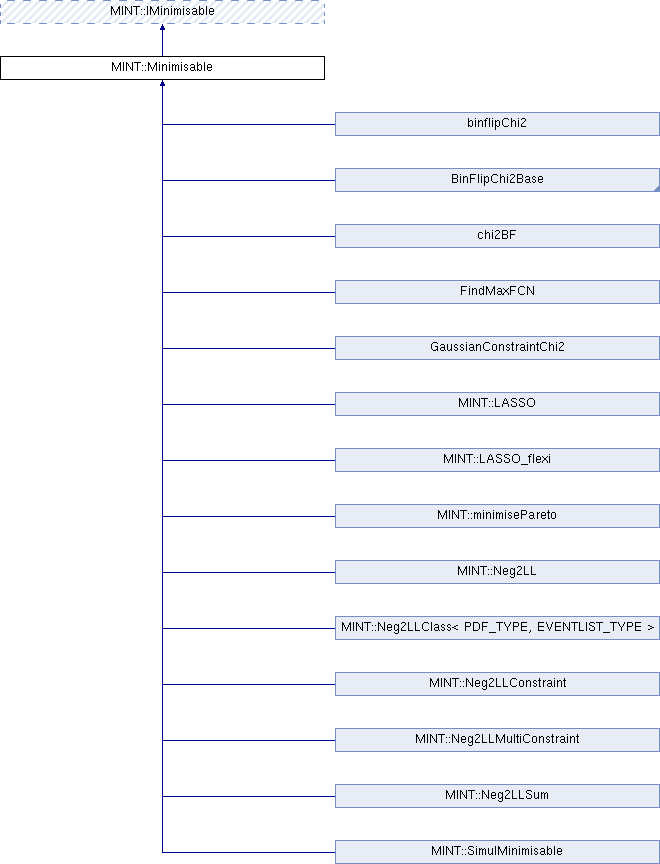 MINT::IMinimisable
MINT::Minimisable
binflipChi2
BinFlipChi2Base
chi2BF
FindMaxFCN
GaussianConstraintChi2
MINT::LASSO
MINT::LASSO_flexi
MINT::minimisePareto
MINT::Neg2LL
MINT::Neg2LLClass< PDF_TYPE, EVENTLIST_TYPE >
MINT::Neg2LLConstraint
MINT::Neg2LLMultiConstraint
MINT::Neg2LLSum
MINT::SimulMinimisable